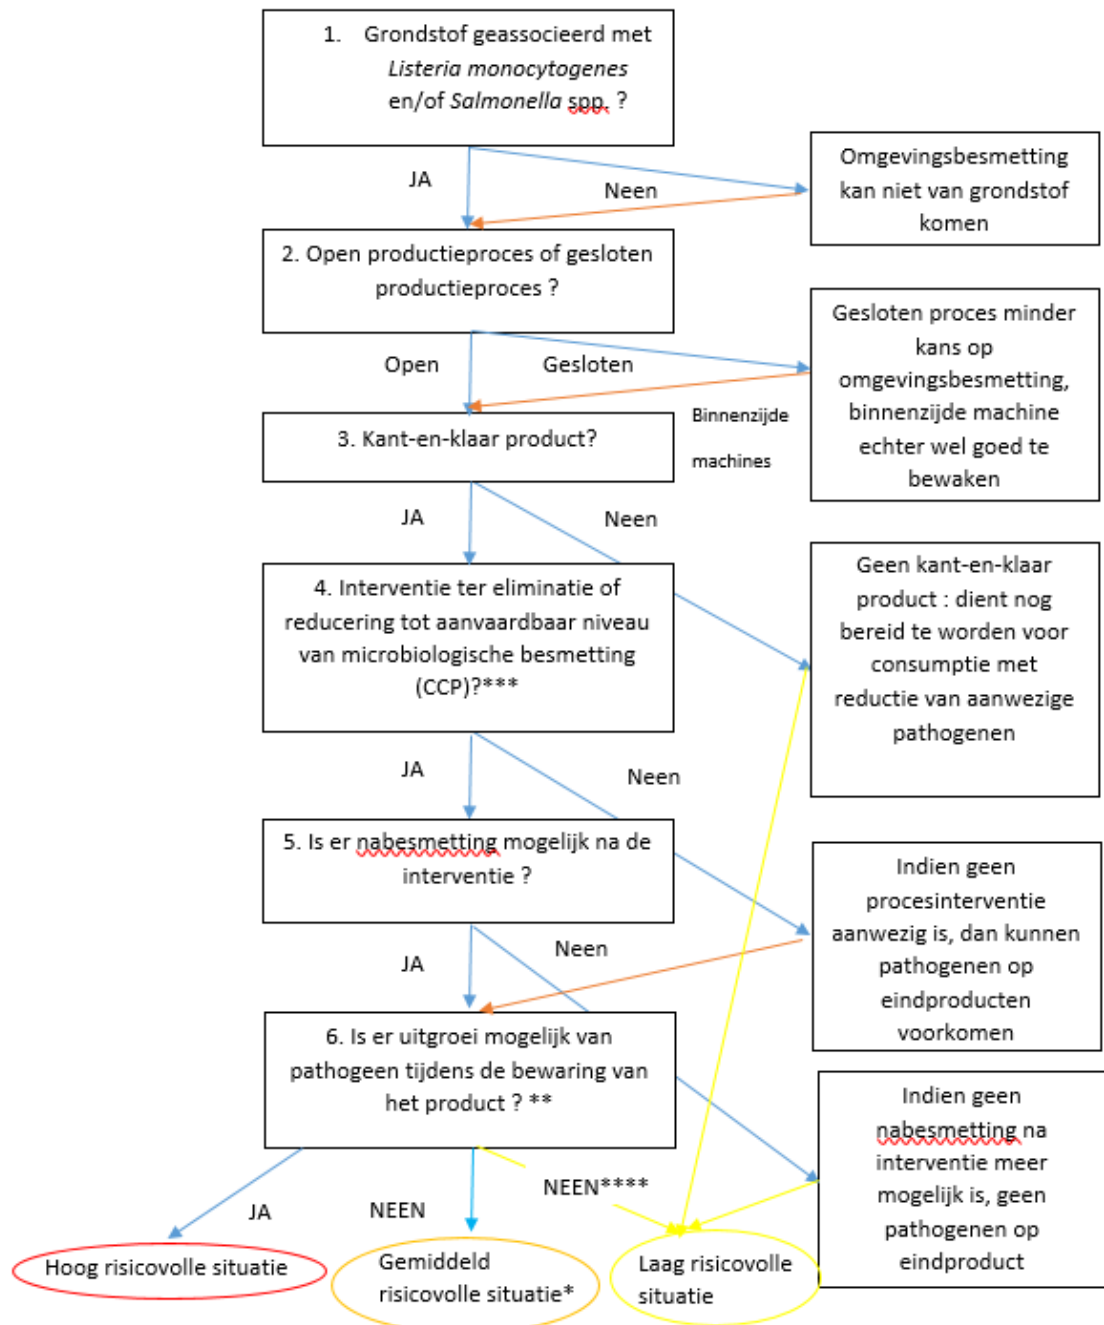 1. Grondstof geassocieerd met
Listeria monocytogenes
en/of Salmonella spp. ?
JA
Neen
Omgevingsbesmetting
kan niet van grondstof
komen
2. Open productieproces of gesloten
productieproces ?
Open
Gesloten
Gesloten proces minder
kans op
omgevingsbesmetting,
binnenzijde machine
echter wel goed te
bewaken
Binnenzijde
machines
3. Kant-en-klaar product?
JA
Neen
Geen kant-en-klaar
product : dient nog
bereid te worden voor
consumptie met
reductie van aanwezige
pathogenen
4. Interventie ter eliminatie of
reducering tot aanvaardbaar niveau
van microbiologische besmetting
(CCP)?***
JA
Neen
5. Is er nabesmetting mogelijk na de
interventie ?
JA
Neen
Indien geen
procesinterventie
aanwezig is, dan kunnen
pathogenen op
eindproducten
voorkomen
6. Is er uitgroei mogelijk van
pathogeen tijdens de bewaring van
het product ? **
Indien geen
nabesmetting na
interventie meer
mogelijk is, geen
pathogenen op
eindproduct
JA
NEEN
NEEN****
Hoog risicovolle situatie
Gemiddeld
risicovolle situatie*
Laag risicovolle
situatie